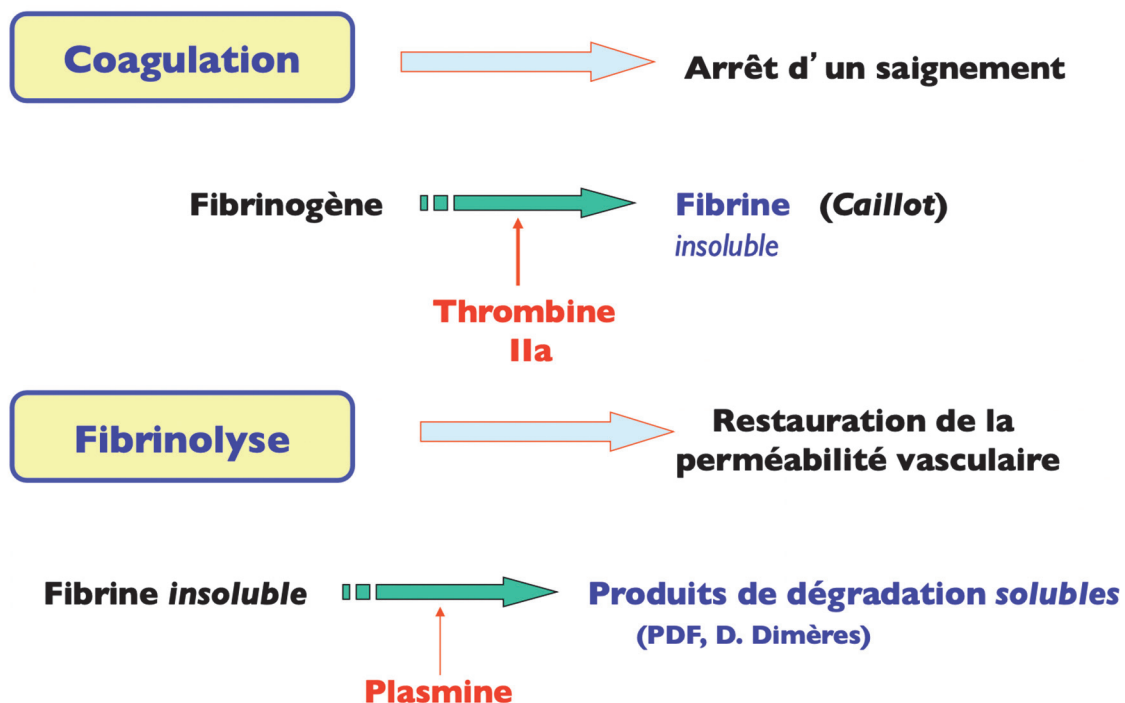 Coagulation
Arrêt d’ un saignement
Fibrinogène
Fibrine (Caillot)
insoluble
Thrombine
IIa
Fibrinolyse
Restauration de la
perméabilité vasculaire
Fibrine insoluble
Produits de dégradation solubles
(PDF, D. Dimères)
Plasmine